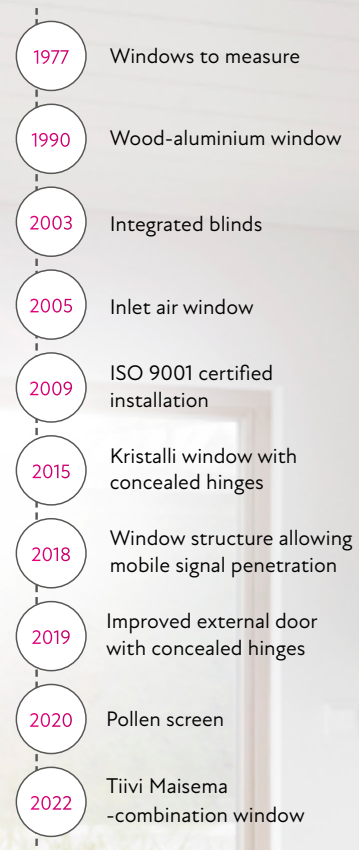 1977
Windows to measure
1990
Wood-aluminium window
2003
Integrated blinds
2005
Inlet air window
2009
ISO 9001 certified
installation
2015
Kristalli window with
concealed hinges
2018
Window structure allowing
mobile signal penetration
2019
Improved external door
with concealed hinges
2020
Pollen screen
2022
Tiivi Maisema
-combination window